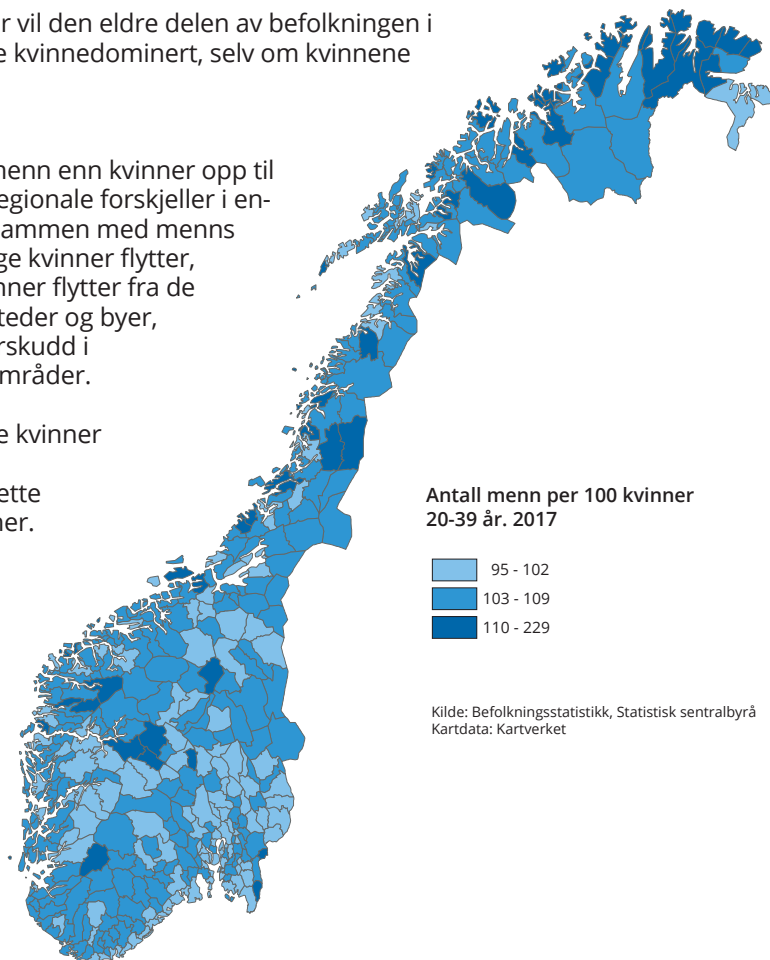 r vil den eldre delen av befolkningen i
e kvinnedominert, selv om kvinnene
menn enn kvinner opp til
egionale forskjeller i en-
ammen med menns
ge kvinner flytter,
nner flytter fra de
teder og byer,
rskudd i
områder.
e kvinner
ette
ner.
Antall menn per 100 kvinner
20-39 år. 2017
95 - 102
103 - 109
110 - 229
Kilde: Befolkningsstatistikk, Statistisk sentralbyrå
Kartdata: Kartverket